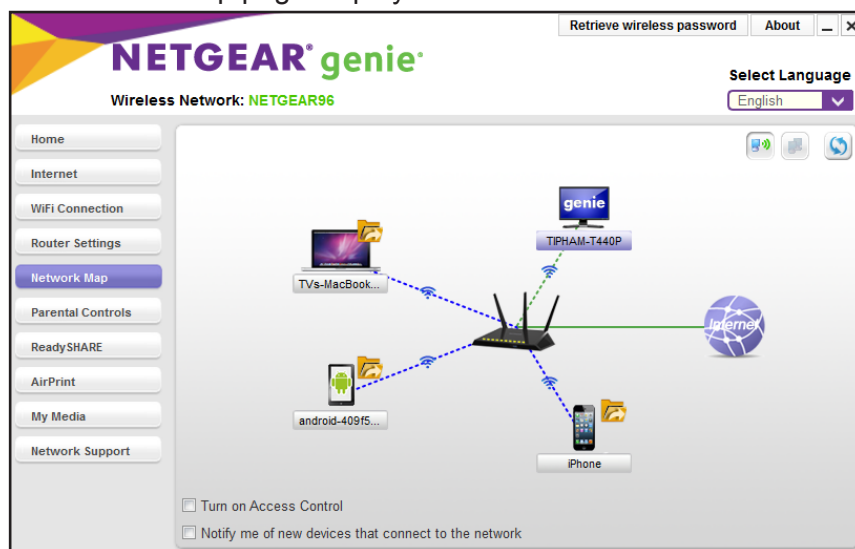 Retrieve wireless password About
NETGEAR® genie®
Select Language
Wireless Network: NETGEAR96
English
Home
Internet
WiFi Connection
Router Settings
Network Map
Parental Controls
ReadySHARE
AirPrint
My Media
Network Support
genie
TIPHAM-T440P
TVs-MacBook...
Internet
android-409f5...
iPhone
Turn on Access Control
Notify me of new devices that connect to the network